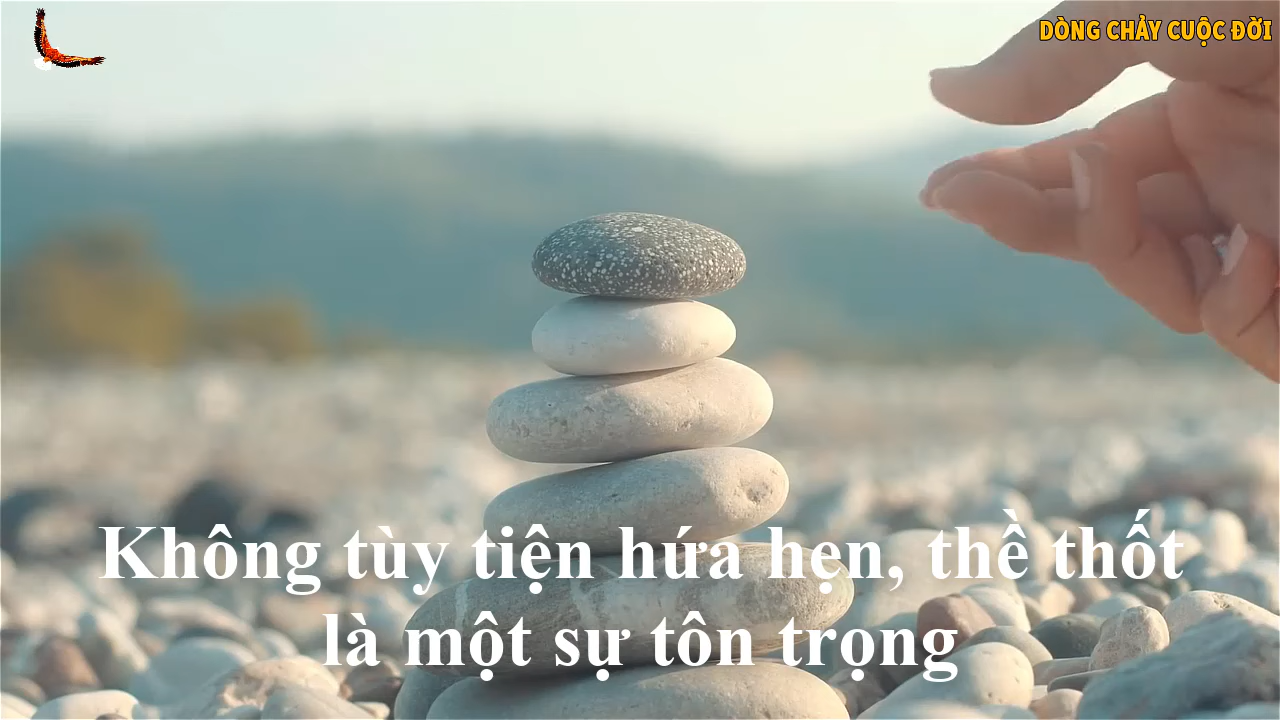 DÒNG CHẢY CUỘC ĐỜI
Không tùy tiện hứa hẹn, thề thốt
là một sự tôn trọng